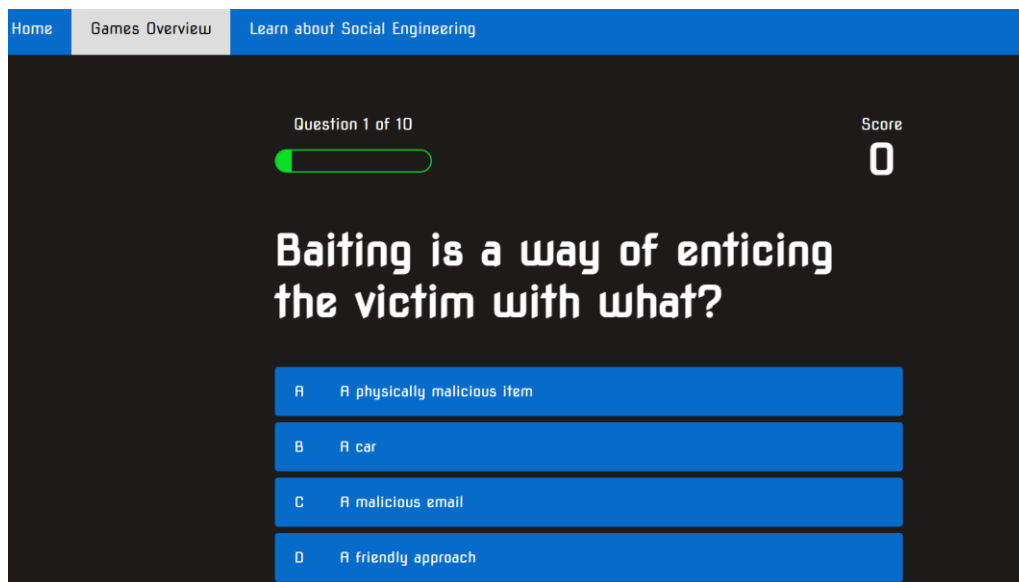 Home Games Overview Learn about Social Engineering
Question 1 of 10
Score
0
Baiting is a way of enticing
the victim with what?
A A physically malicious item
B A car
C A malicious email
D A friendly approach